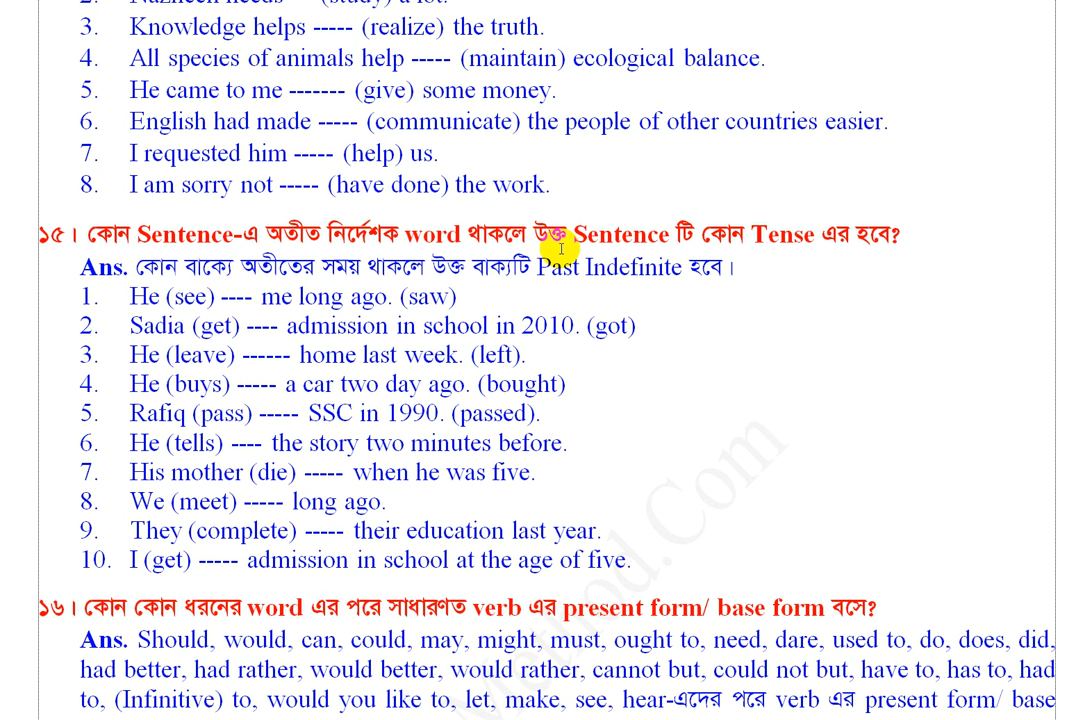 2. Nazneen needs ---- (study) a lot.
3. Knowledge helps ----- (realize) the truth.
4. All species of animals help ----- (maintain) ecological balance.
5. He came to me ------- (give) some money.
6. English had made ----- (communicate) the people of other countries easier.
7. I requested him ----- (help) us.
8. I am sorry not ----- (have done) the work.
১৫। কোন Sentence-এ অতীত নির্দেশক word থাকলে উক্ত Sentence টি কোন Tense এর হবে?
Ans. কোন বাক্যে অতীতের সময় থাকলে উক্ত বাক্যটি Past Indefinite হবে।
1. He (see) ---- me long ago. (saw)
2. Sadia (get) ---- admission in school in 2010. (got)
3. He (leave) ------ home last week. (left).
4. He (buys) ----- a car two day ago. (bought)
5. Rafiq (pass) ----- SSC in 1990. (passed).
6. He (tells) ---- the story two minutes before.
7. His mother (die) ----- when he was five.
8. We (meet) ----- long ago.
9. They (complete) ----- their education last year.
10. I (get) ----- admission in school at the age of five.
১৬। কোন কোন ধরনের word এর পরে সাধারণত verb এর present form/ base form বসে?
Ans. Should, would, can, could, may, might, must, ought to, need, dare, used to, do, does, did,
had better, had rather, would better, would rather, cannot but, could not but, have to, has to, had
to, (Infinitive) to, would you like to, let, make, see, hear-এদের পরে verb এর present form/ base